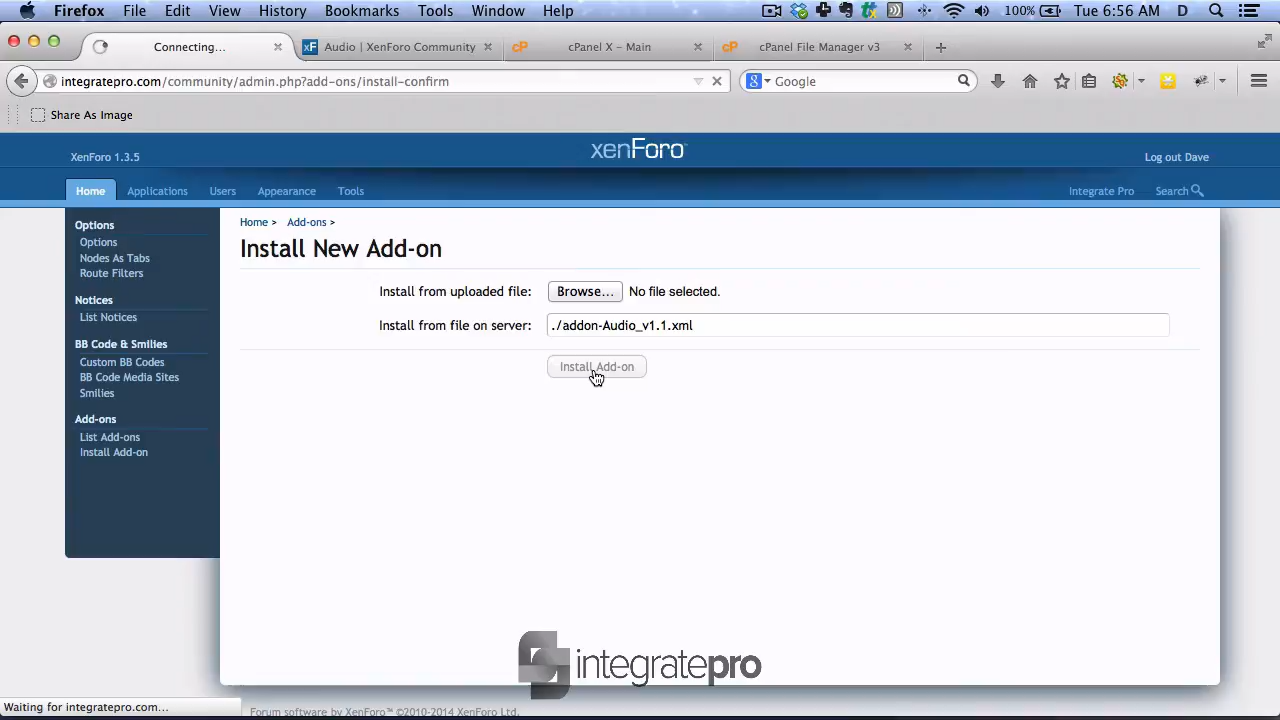 Firefox File Edit View History Bookmarks Tools Window Help 100% Tue 6:56 AM D
Connecting... Audio | XenForo Community cPanel X – Main cPanel File Manager v3
integratepro.com/community/admin.php?add-ons/install-confirm Google
Share As Image
XenForo 1.3.5 xenForo Log out Dave
Home Applications Users Appearance Tools Integrate Pro Search
Options
Options
Nodes As Tabs
Route Filters
Notices
List Notices
BB Code & Smilies
Custom BB Codes
BB Code Media Sites
Smilies
Add-ons
List Add-ons
Install Add-on
Home > Add-ons >
Install New Add-on
Install from uploaded file: Browse... No file selected.
Install from file on server: ./addon-Audio_v1.1.xml
Install Add-on
integratepro
Waiting for integratepro.com...
Forum software by XenForo™ ©2010-2014 XenForo Ltd.